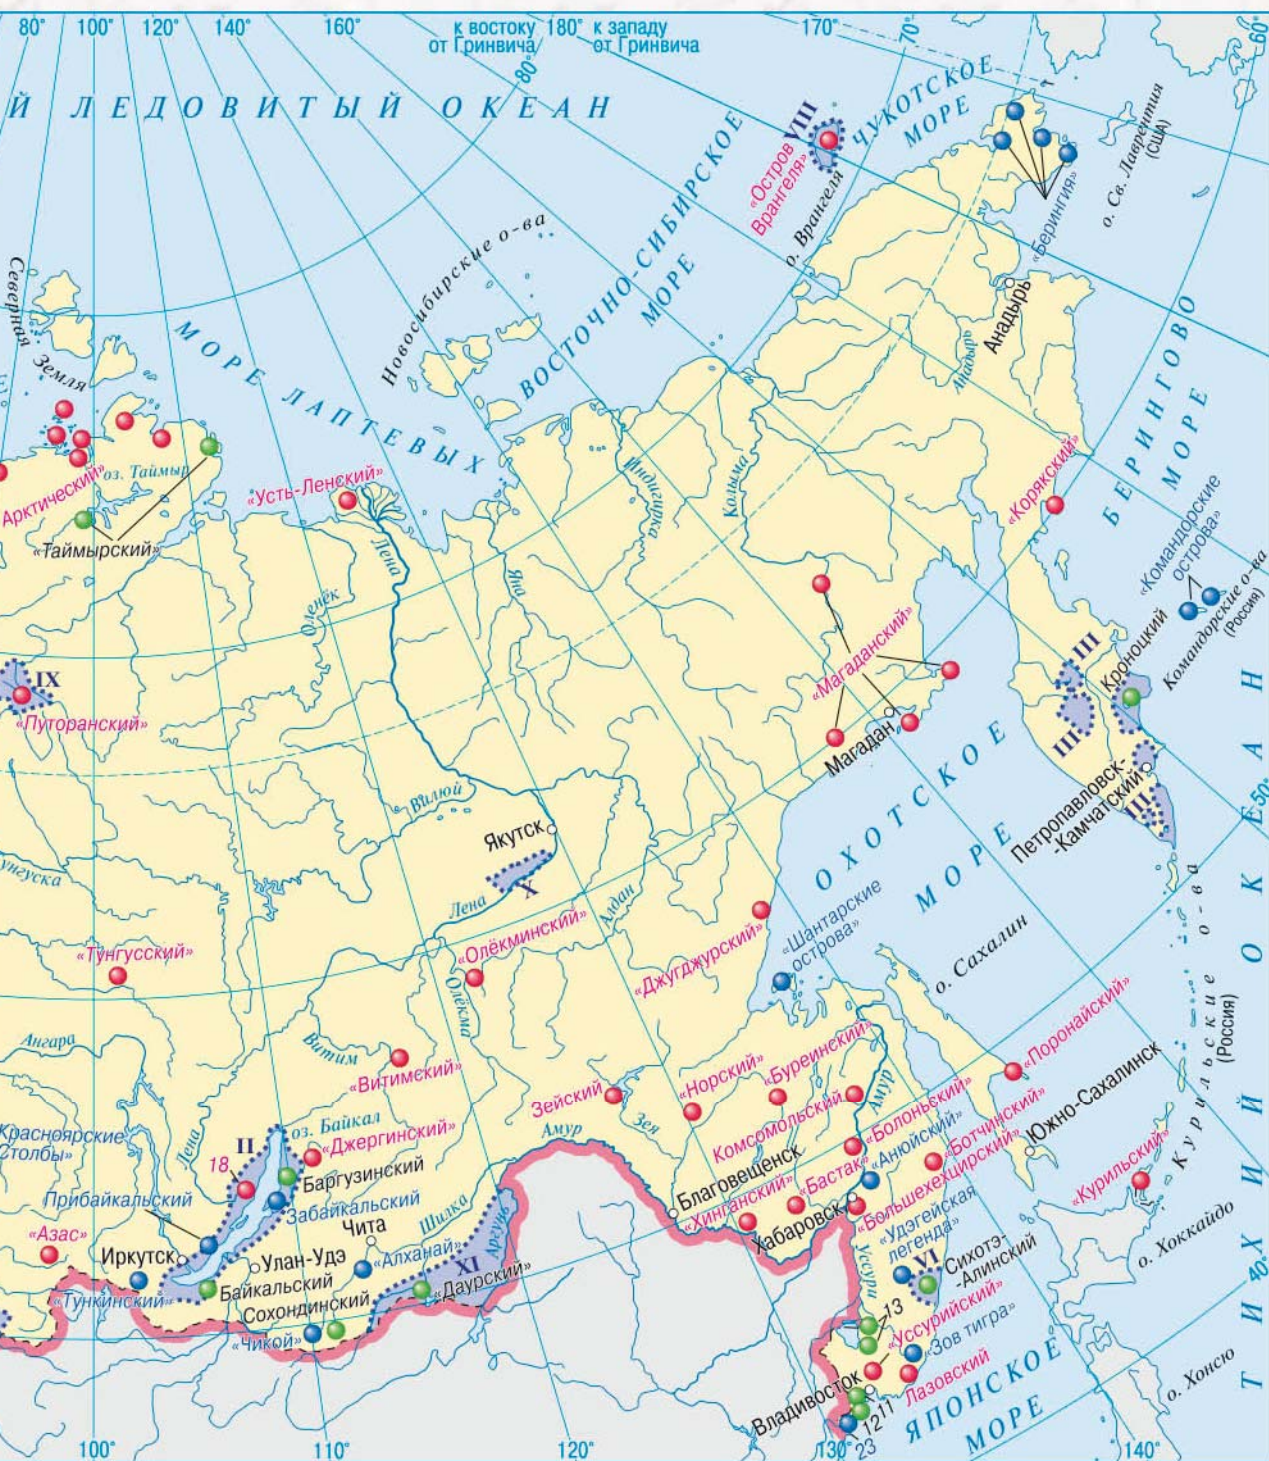 80°
100°
120°
140°
160°
к востоку
от Гринвича
180°
к западу
от Гринвича
170°
70°
60°
80°
Й ЛЕДОВИТЫЙ ОКЕАН
ЧУКОТСКОЕ
МОРЕ
VIII
«Остров
Врангеля»
о. Врангеля
о. Св. Лаврентия
(США)
«Берингия»
Северная
Земля
МОРЕ ЛАПТЕВЫХ
Новосибирские о-ва
ВОСТОЧНО-СИБИРСКОЕ
МОРЕ
Анадырь
Анадырь
БЕРИНГОВО
МОРЕ
Арктический»
оз. Таймыр
«Таймырский»
«Усть-Ленский»
Лена
Оленёк
Яна
Индигирка
Колыма
«Корякский»
«Командорские
острова»
Командорские о-ва
(Россия)
Кроноцкий
III
III
III
Петропавловск-
-Камчатский
«Магаданский»
Магадан
IX
«Путоранский»
Вилюй
Якутск
X
Лена
Алдан
унгуска
«Тунгусский»
«Олёкминский»
Олёкма
«Джугджурский»
«Шантарские
острова»
ОХОТСКОЕ
МОРЕ
о. Сахалин
50°
Курильские о-ва
(Россия)
ТИХИЙ ОКЕАН
Ангара
Витим
«Витимский»
Зейский
Зея
«Норский»
«Буреинский»
Комсомольский
Амур
«Поронайский»
Южно-Сахалинск
«Болоньский»
«Анюйский»
«Ботчинский»
«Большехехцирский»
«Удэгейская
легенда»
«Курильский»
о. Хоккайдо
Красноярские
Столбы»
Лена
II
18
оз. Байкал
«Джергинский»
Баргузинский
Забайкальский
Прибайкальский
Амур
Благовещенск
«Хинганский»
«Бастак»
Хабаровск
Уссури
VI
Сихотэ-
-Алинский
40°
«Азас»
Иркутск
«Тункинский»
Улан-Удэ
Чита
Шилка
Аргунь
«Алханай»
XI
«Даурский»
Байкальский
Сохондинский
«Чикой»
13
«Уссурийский»
«Зов тигра»
Лазовский
Владивосток
11
12
23
ЯПОНСКОЕ
МОРЕ
о. Хонсю
100°
110°
120°
130°
140°